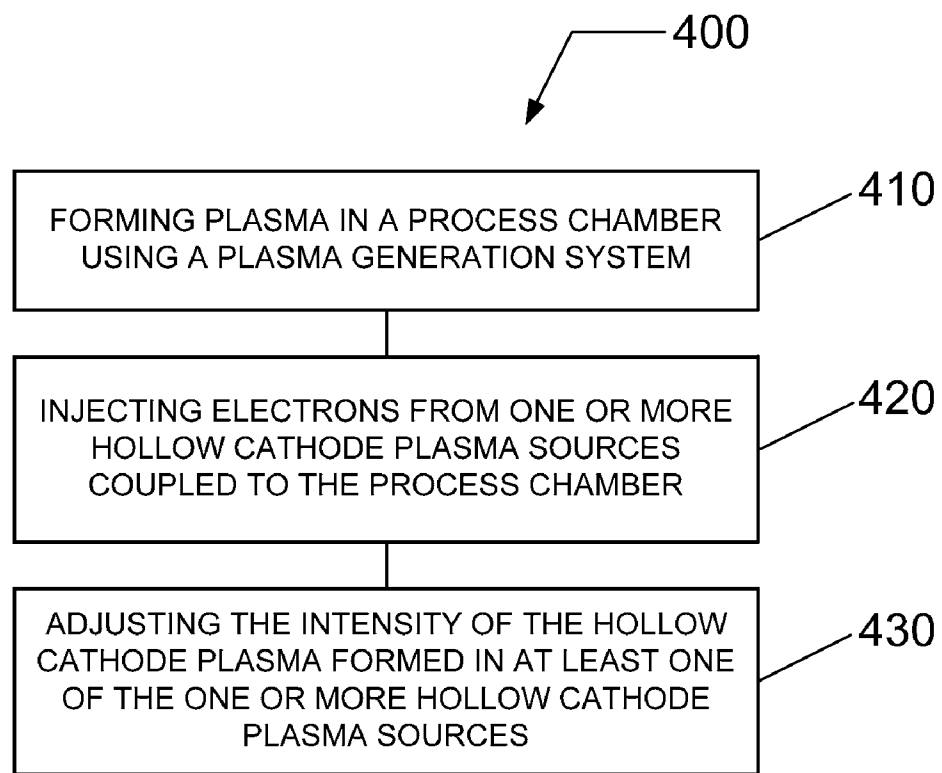 400
FORMING PLASMA IN A PROCESS CHAMBER
USING A PLASMA GENERATION SYSTEM
410
INJECTING ELECTRONS FROM ONE OR MORE
HOLLOW CATHODE PLASMA SOURCES
COUPLED TO THE PROCESS CHAMBER
420
ADJUSTING THE INTENSITY OF THE HOLLOW
CATHODE PLASMA FORMED IN AT LEAST ONE
OF THE ONE OR MORE HOLLOW CATHODE
PLASMA SOURCES
430